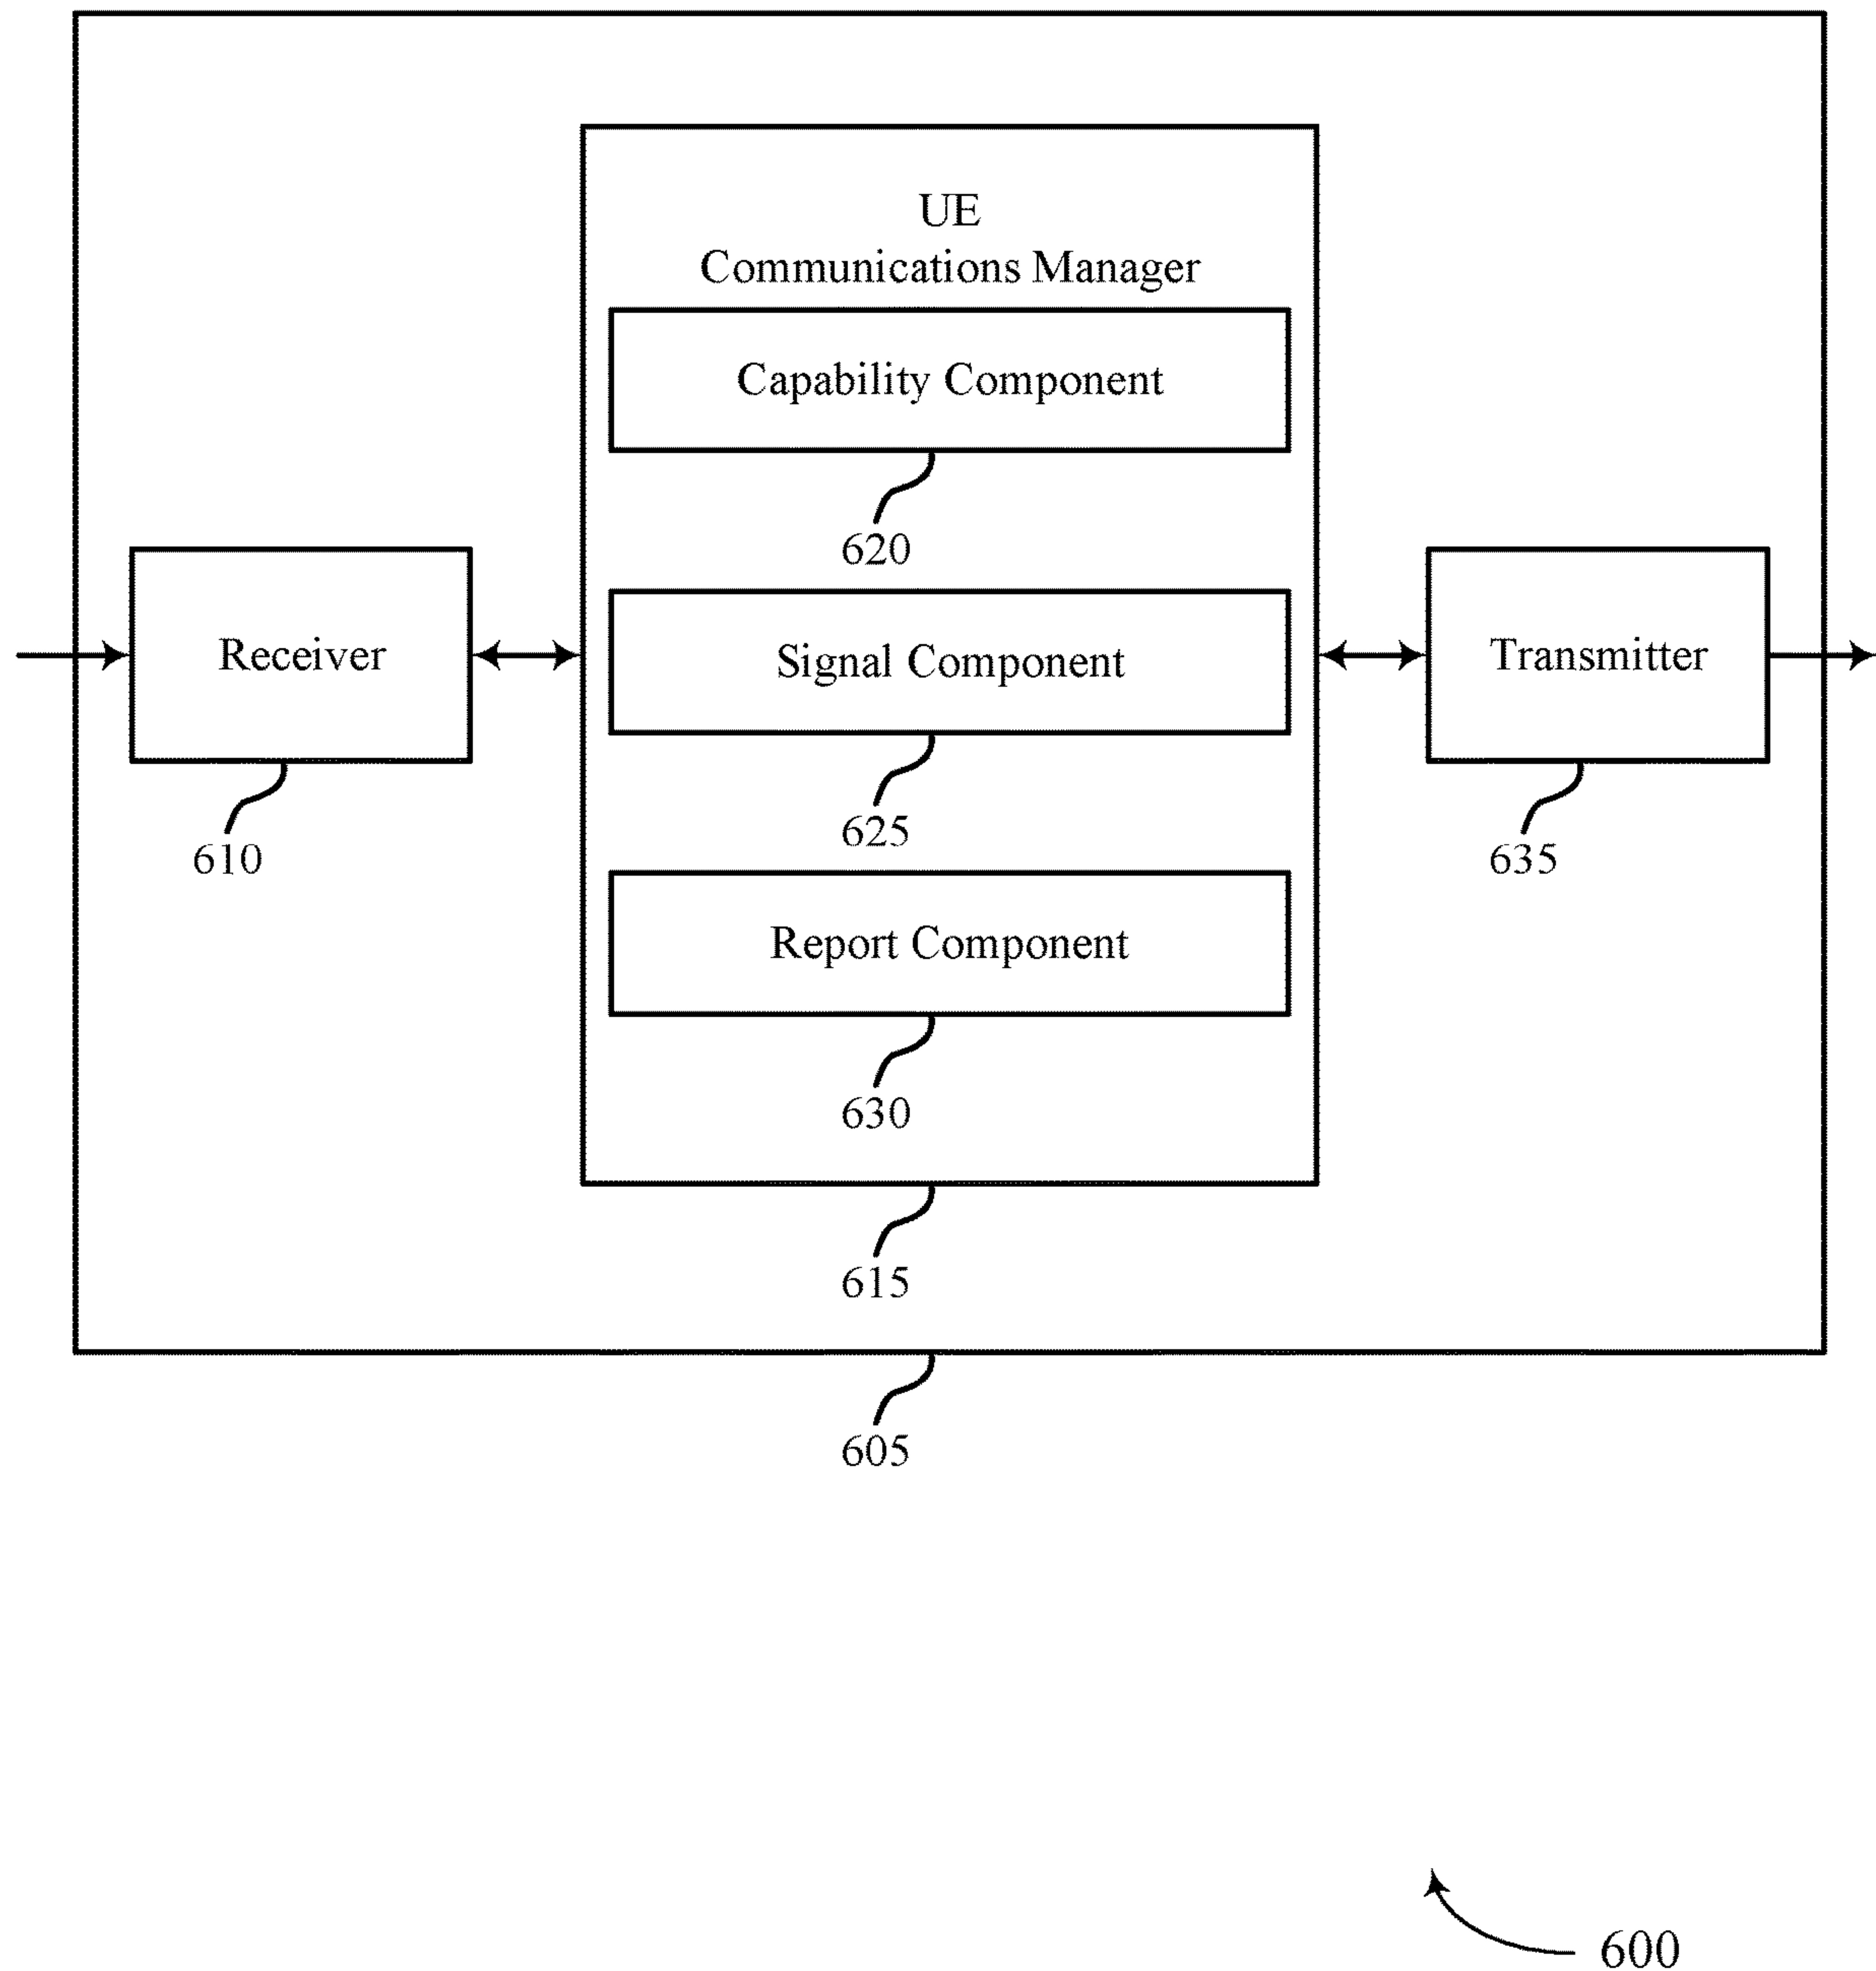 UE
Communications Manager
Capability Component
620
Receiver
610
Signal Component
625
Transmitter
635
Report Component
630
615
605
600